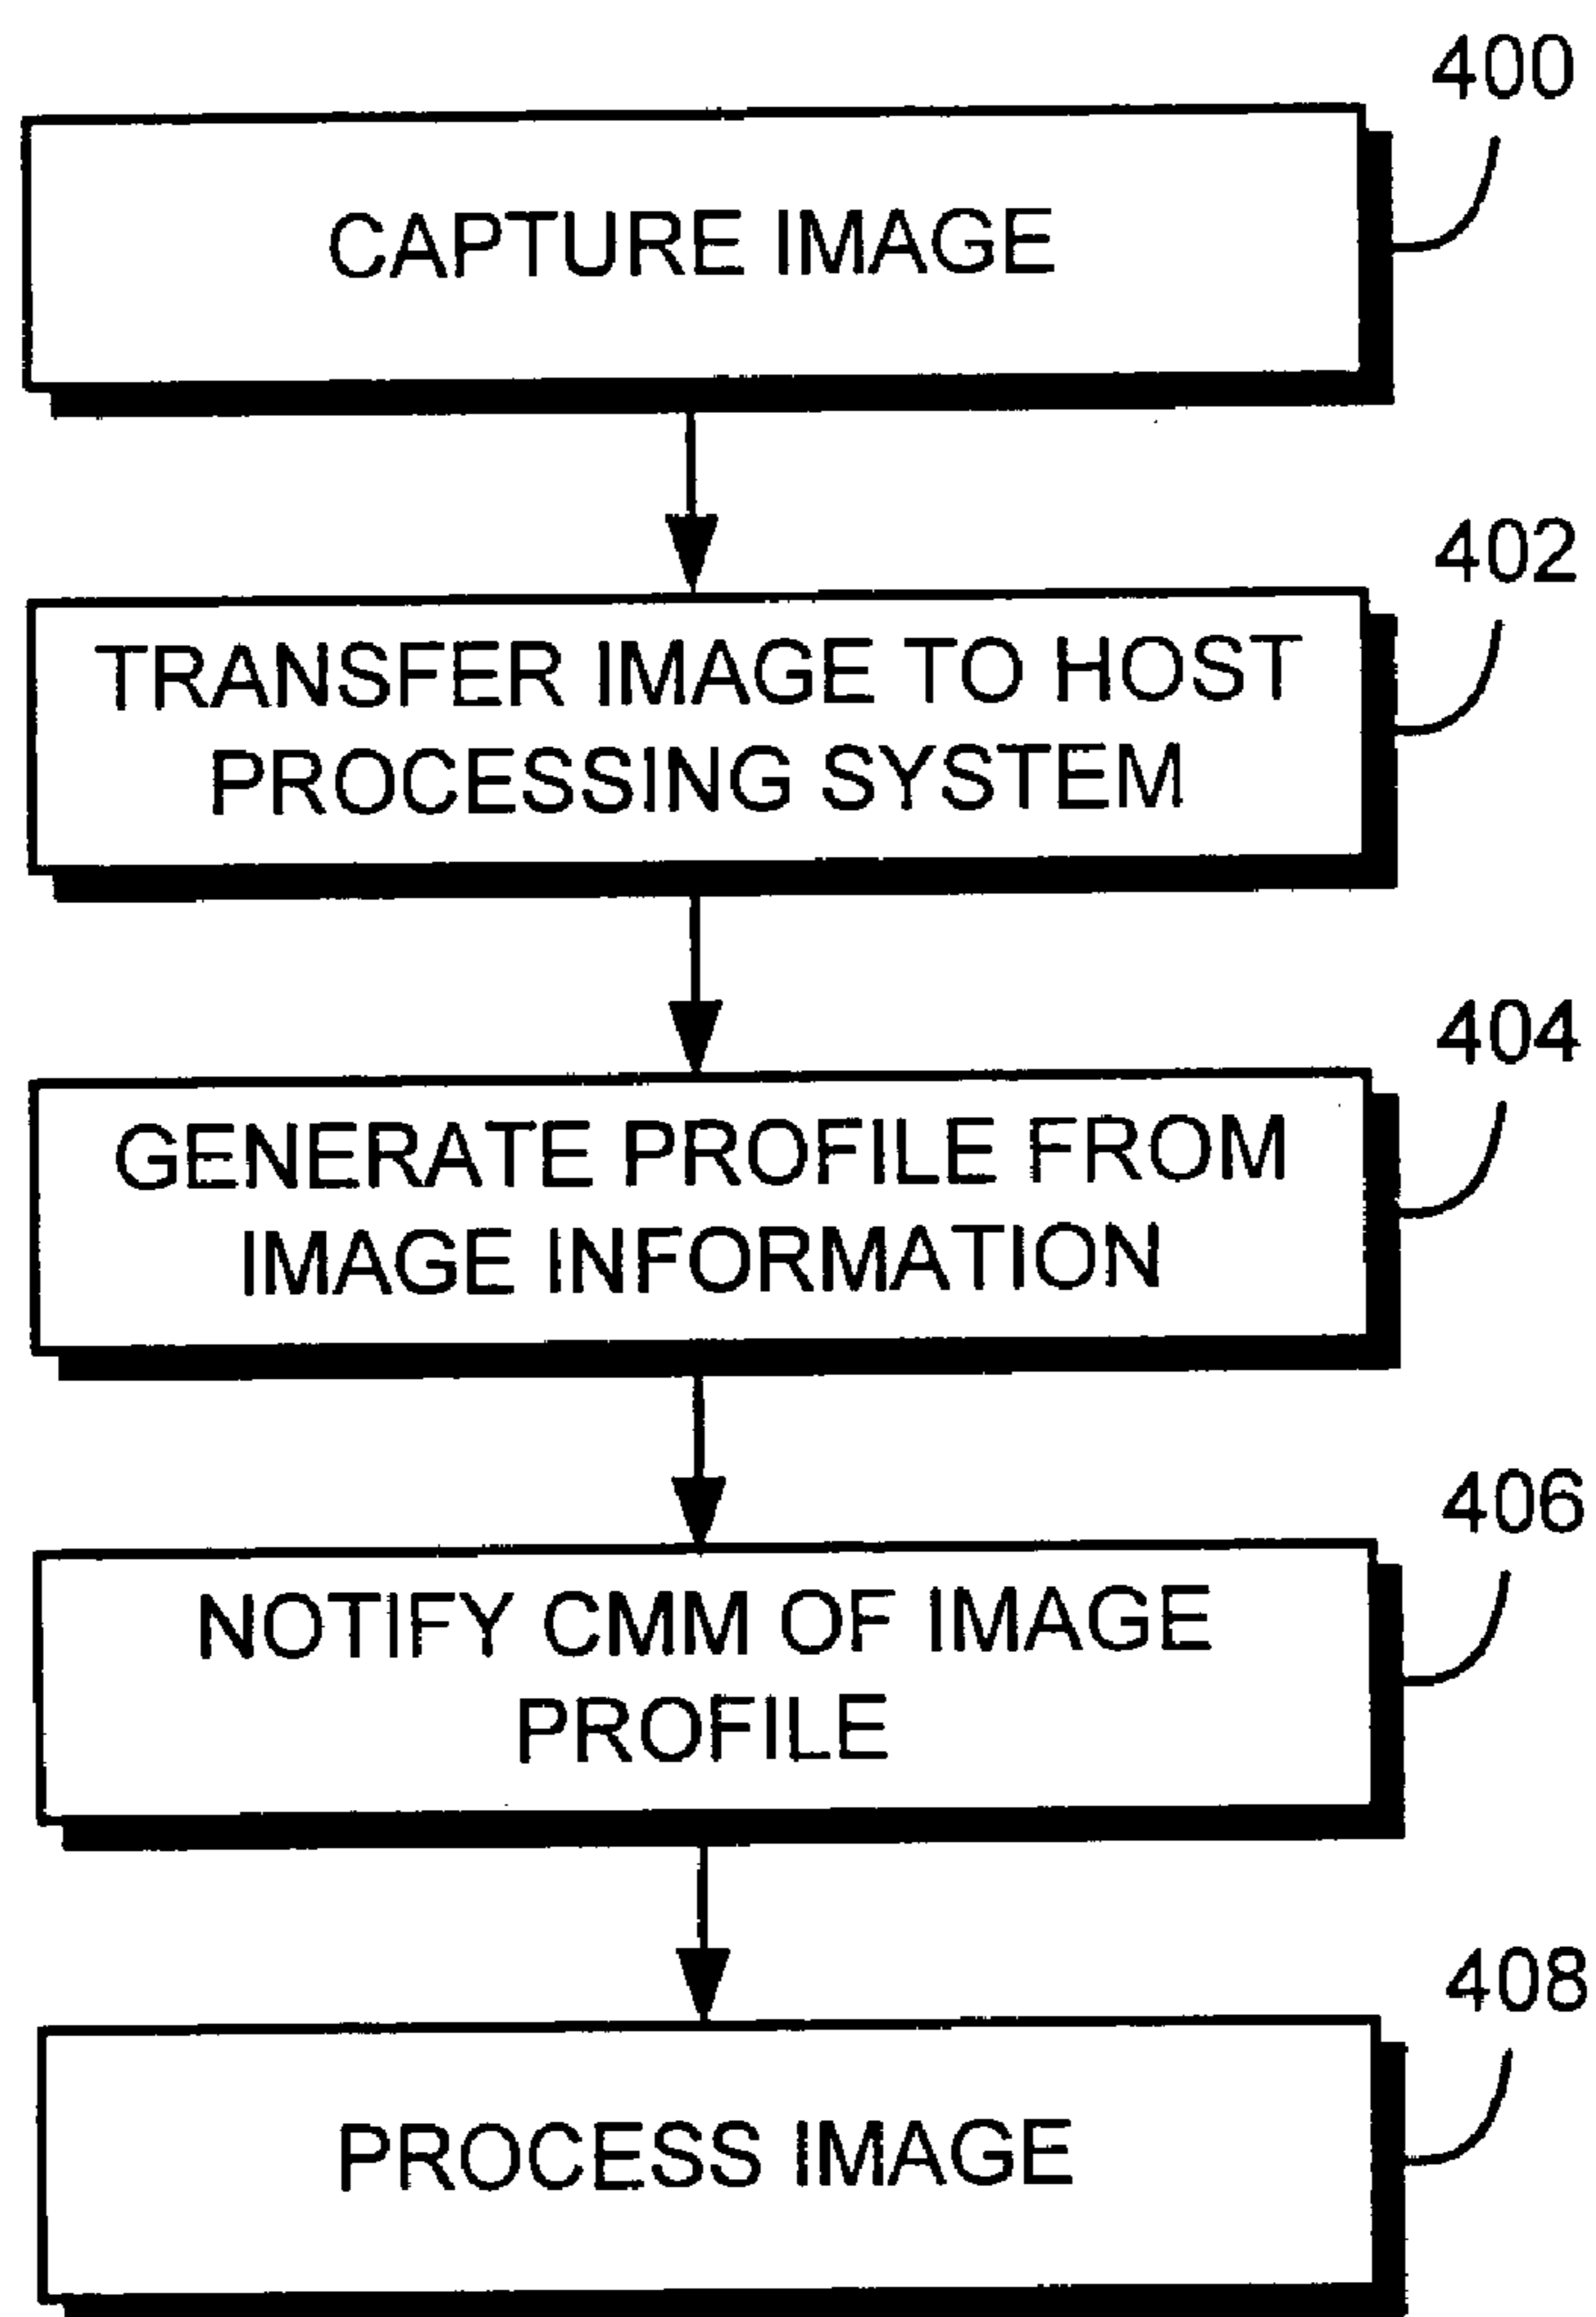 400
CAPTURE IMAGE
402
TRANSFER IMAGE TO HOST
PROCESSING SYSTEM
404
GENERATE PROFILE FROM
IMAGE INFORMATION
406
NOTIFY CMM OF IMAGE
PROFILE
408
PROCESS IMAGE